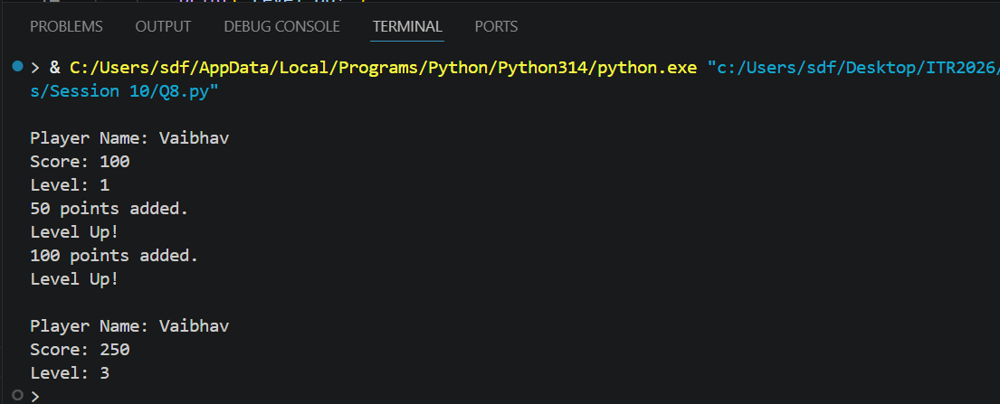 PROBLEMS OUTPUT DEBUG CONSOLE TERMINAL PORTS
> & C:/Users/sdf/AppData/Local/Programs/Python/Python314/python.exe "c:/Users/sdf/Desktop/ITR2026/
s/Session 10/Q8.py"
Player Name: Vaibhav
Score: 100
Level: 1
50 points added.
Level Up!
100 points added.
Level Up!
Player Name: Vaibhav
Score: 250
Level: 3
>